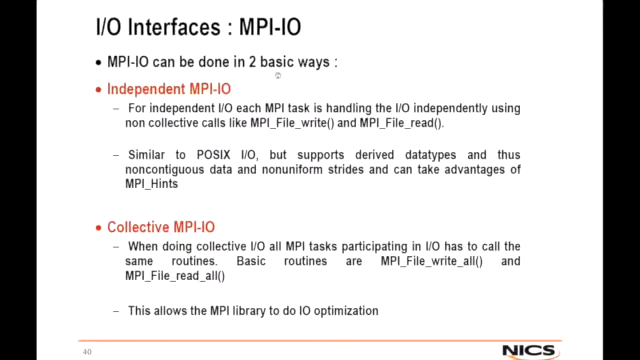 I/O Interfaces : MPI-IO
• MPI-IO can be done in 2 basic ways :
• Independent MPI-IO
– For independent I/O each MPI task is handling the I/O independently using
non collective calls like MPI_File_write() and MPI_File_read().
– Similar to POSIX I/O, but supports derived datatypes and thus
noncontiguous data and nonuniform strides and can take advantages of
MPI_Hints
• Collective MPI-IO
– When doing collective I/O all MPI tasks participating in I/O has to call the
same routines. Basic routines are MPI_File_write_all() and
MPI_File_read_all()
– This allows the MPI library to do IO optimization
40
NICS